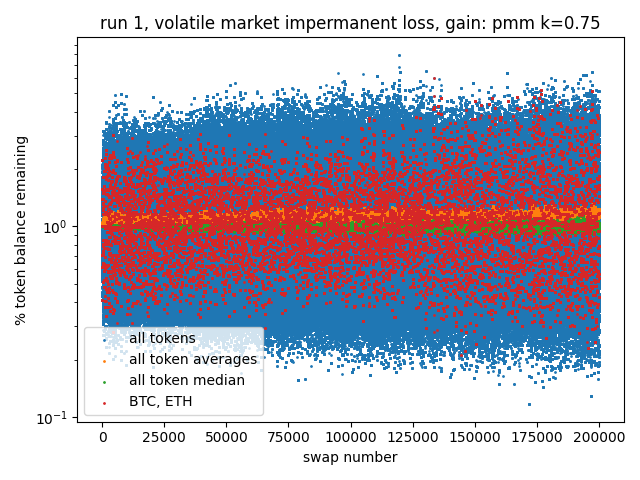 run 1, volatile market impermanent loss, gain: pmm k=0.75
% token balance remaining
10⁰
10⁻¹
all tokens
all token averages
all token median
BTC, ETH
0 25000 50000 75000 100000 125000 150000 175000 200000
swap number